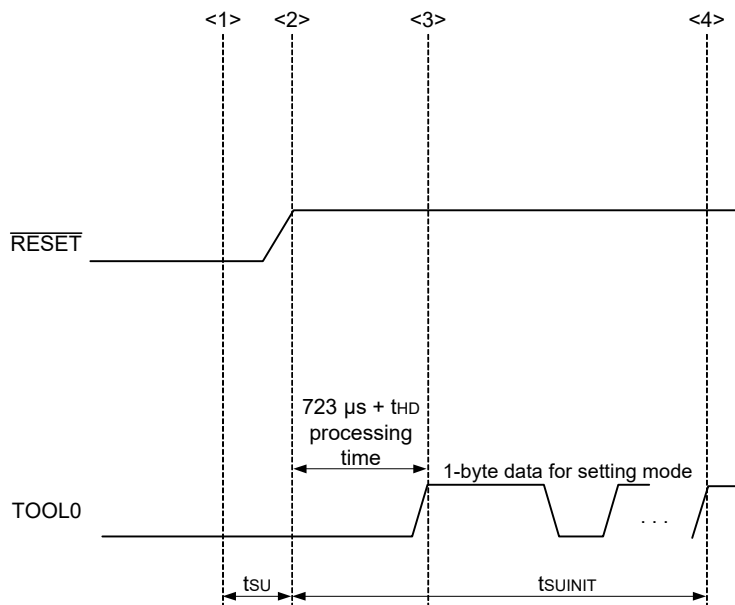 <1> <2> <3> <4>
RESET
723 µs + tHD
processing
time
1-byte data for setting mode
TOOL0
. . .
tSU
tSUINIT